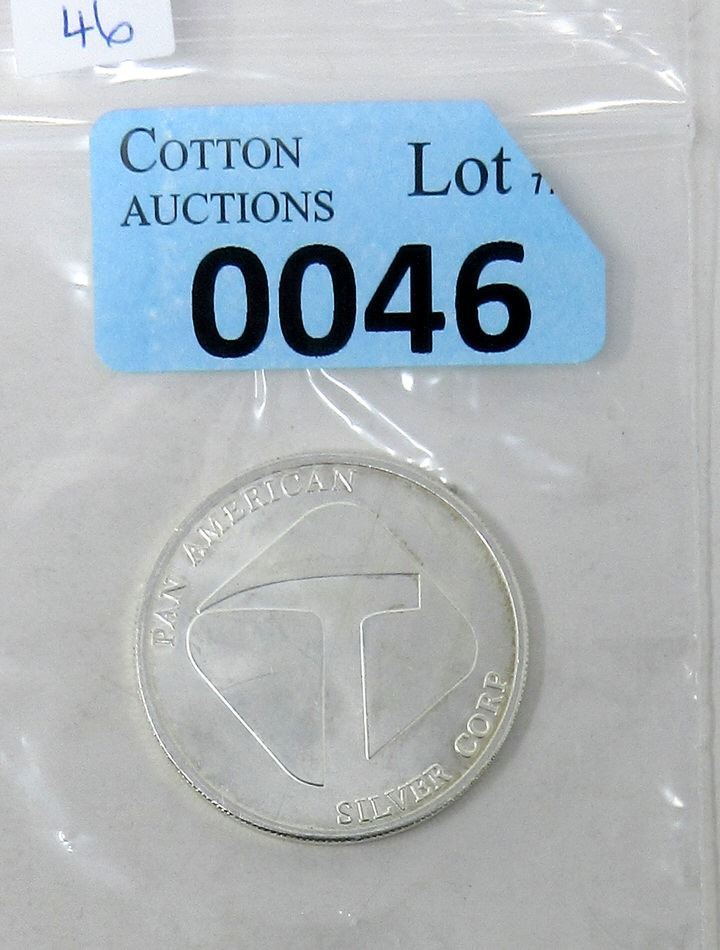 46
COTTON
AUCTIONS
Lot
0046
PAN AMERICAN
SILVER CORP